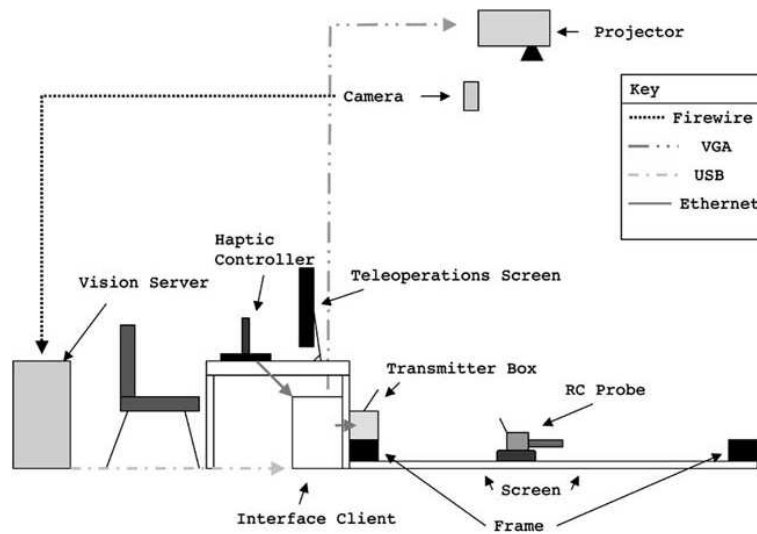 Projector
Camera
Key
Firewire
VGA
USB
Ethernet
Haptic
Controller
Teleoperations Screen
Vision Server
Transmitter Box
RC Probe
Screen
Interface Client
Frame